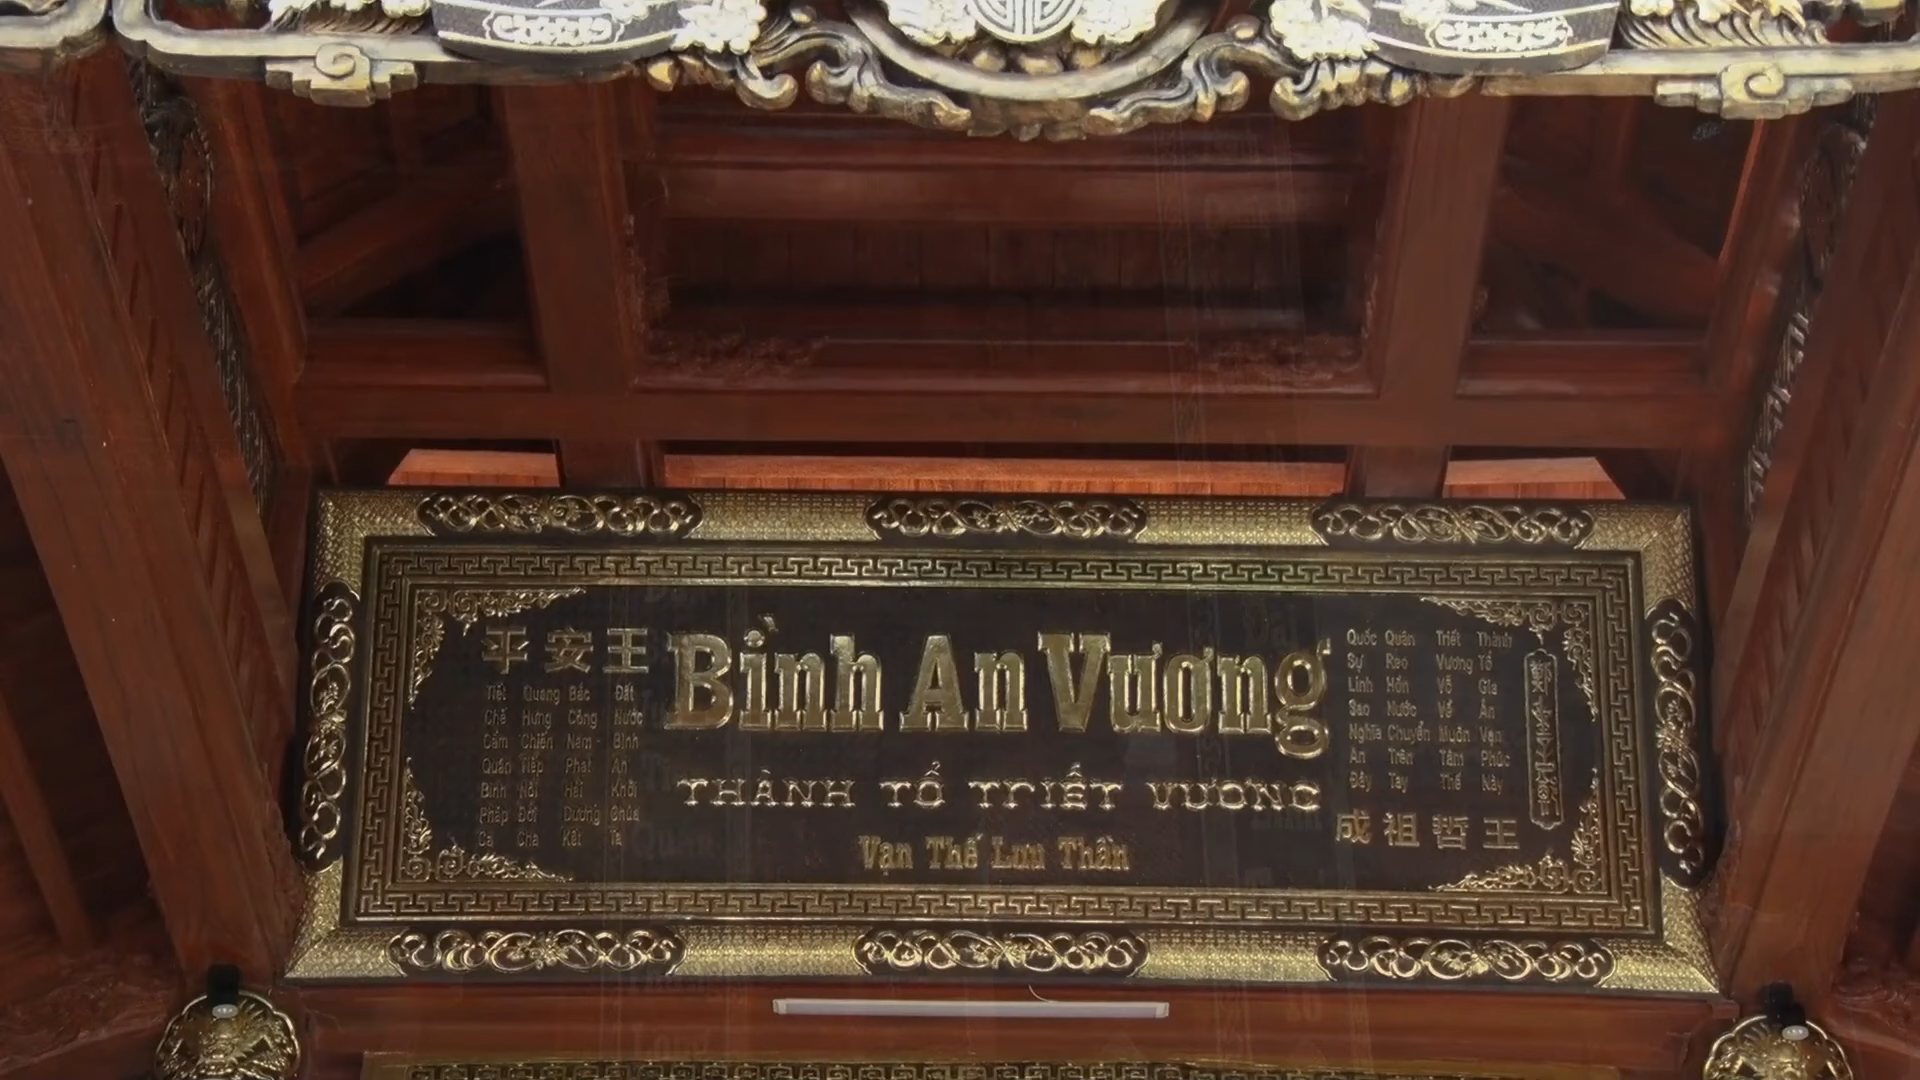 平安王
Bình An Vương
THÀNH TỔ TRIẾT VƯƠNG
Vạn Thế Lưu Thần
Tiết Quang Bắc Đất
Chế Hưng Công Nước
Cầm Chiến Nam - Bình
Quân Tiếp Phạt An
Binh Nối Hải Khởi
Pháp Đổi Dương Chúa
Ca Cha Kết Ta
Quốc Quân Triết Thành
Sự Reo Vương Tổ
Linh Hồn Võ Gia
Sao Nước Về Ân
Nghĩa Chuyển Muôn Vạn
An Trên Tâm Phúc
Đây Tay Thế Này
成祖哲王